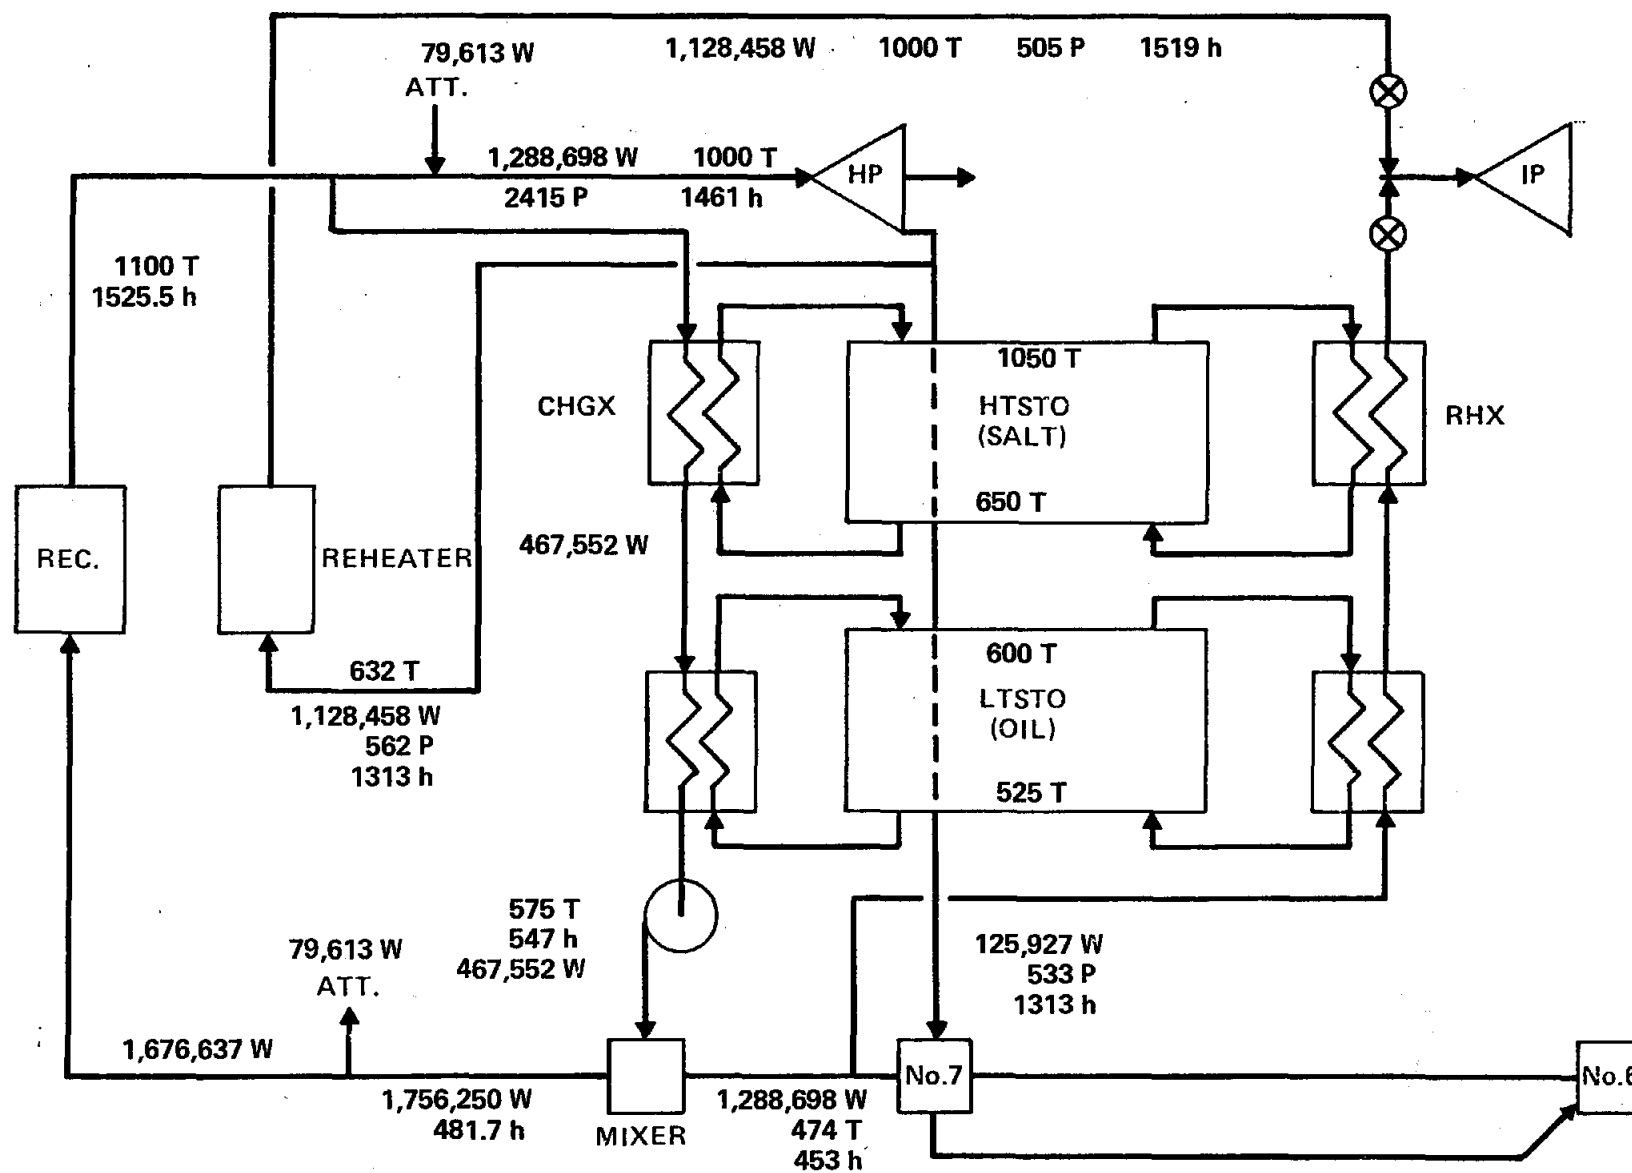 79,613 W
ATT.
1,128,458 W 1000 T 505 P 1519 h
1,288,698 W 1000 T
2415 P 1461 h
HP
IP
1100 T
1525.5 h
CHGX
1050 T
HTSTO
(SALT)
650 T
RHX
REC.
REHEATER
467,552 W
632 T
1,128,458 W
562 P
1313 h
600 T
LTSTO
(OIL)
525 T
575 T
547 h
467,552 W
79,613 W
ATT.
125,927 W
533 P
1313 h
1,676,637 W
1,756,250 W
481.7 h
MIXER
1,288,698 W
474 T
453 h
No.7
No.6